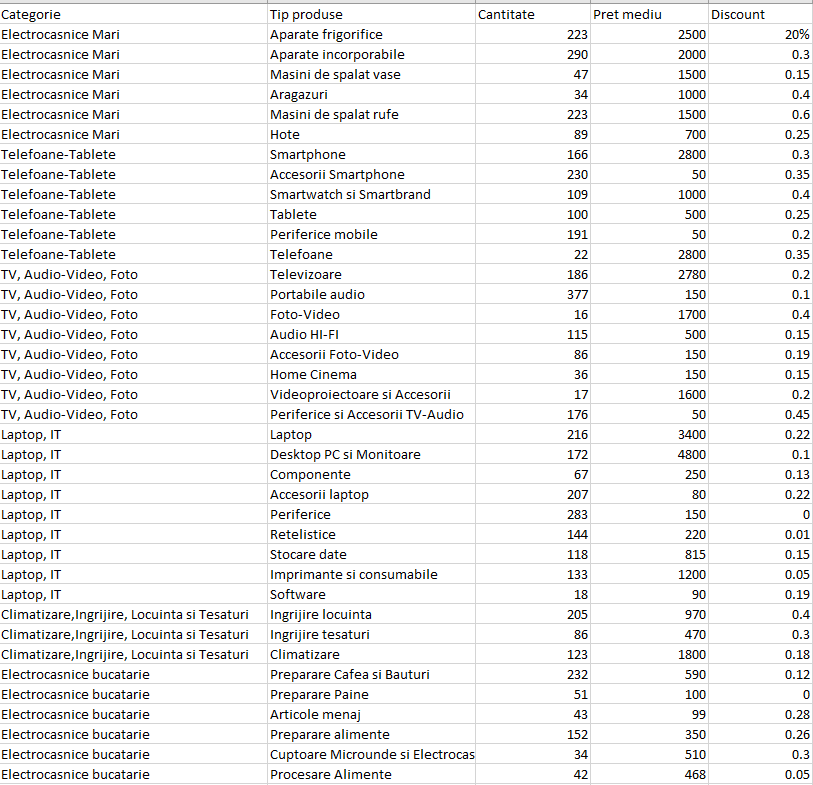 Categorie Tip produse Cantitate Pret mediu Discount
Electrocasnice Mari Aparate frigorifice 223 2500 20%
Electrocasnice Mari Aparate incorporabile 290 2000 0.3
Electrocasnice Mari Masini de spalat vase 47 1500 0.15
Electrocasnice Mari Aragazuri 34 1000 0.4
Electrocasnice Mari Masini de spalat rufe 223 1500 0.6
Electrocasnice Mari Hote 89 700 0.25
Telefoane-Tablete Smartphone 166 2800 0.3
Telefoane-Tablete Accesorii Smartphone 230 50 0.35
Telefoane-Tablete Smartwatch si Smartbrand 109 1000 0.4
Telefoane-Tablete Tablete 100 500 0.25
Telefoane-Tablete Periferice mobile 191 50 0.2
Telefoane-Tablete Telefoane 22 2800 0.35
TV, Audio-Video, Foto Televizoare 186 2780 0.2
TV, Audio-Video, Foto Portabile audio 377 150 0.1
TV, Audio-Video, Foto Foto-Video 16 1700 0.4
TV, Audio-Video, Foto Audio HI-FI 115 500 0.15
TV, Audio-Video, Foto Accesorii Foto-Video 86 150 0.19
TV, Audio-Video, Foto Home Cinema 36 150 0.15
TV, Audio-Video, Foto Videoproiectoare si Accesorii 17 1600 0.2
TV, Audio-Video, Foto Periferice si Accesorii TV-Audio 176 50 0.45
Laptop, IT Laptop 216 3400 0.22
Laptop, IT Desktop PC si Monitoare 172 4800 0.1
Laptop, IT Componente 67 250 0.13
Laptop, IT Accesorii laptop 207 80 0.22
Laptop, IT Periferice 283 150 0
Laptop, IT Retelistice 144 220 0.01
Laptop, IT Stocare date 118 815 0.15
Laptop, IT Imprimante si consumabile 133 1200 0.05
Laptop, IT Software 18 90 0.19
Climatizare,Ingrijire, Locuinta si Tesaturi Ingrijire locuinta 205 970 0.4
Climatizare,Ingrijire, Locuinta si Tesaturi Ingrijire tesaturi 86 470 0.3
Climatizare,Ingrijire, Locuinta si Tesaturi Climatizare 123 1800 0.18
Electrocasnice bucatarie Preparare Cafea si Bauturi 232 590 0.12
Electrocasnice bucatarie Preparare Paine 51 100 0
Electrocasnice bucatarie Articole menaj 43 99 0.28
Electrocasnice bucatarie Preparare alimente 152 350 0.26
Electrocasnice bucatarie Cuptoare Microunde si Electrocas 34 510 0.3
Electrocasnice bucatarie Procesare Alimente 42 468 0.05